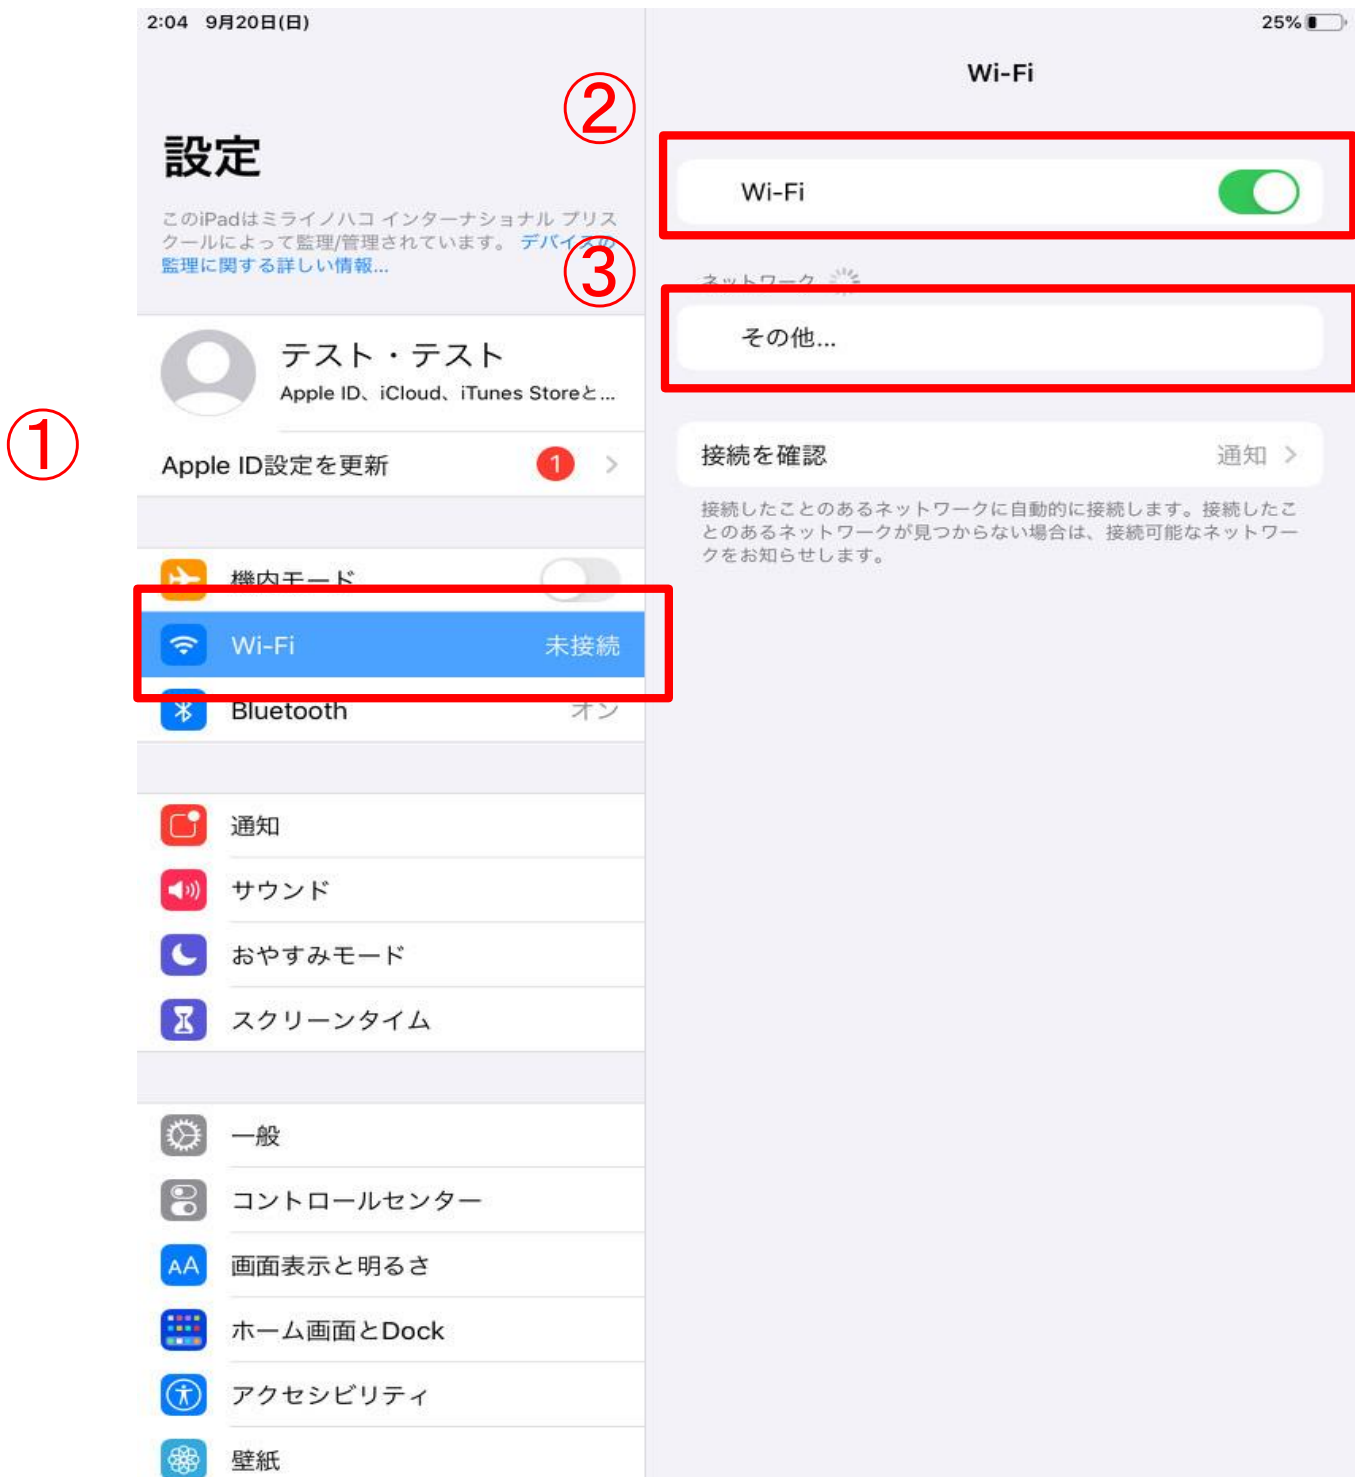 2:04 9月20日(日)
25%
設定
このiPadはミライノハコ インターナショナル プリス
クールによって監理/管理されています。 デバイスの
監理に関する詳しい情報...
テスト・テスト
Apple ID、iCloud、iTunes Storeと...
①
Apple ID設定を更新 1
機内モード
Wi-Fi 未接続
Bluetooth オン
通知
サウンド
おやすみモード
スクリーンタイム
一般
コントロールセンター
AA 画面表示と明るさ
ホーム画面とDock
アクセシビリティ
壁紙
Wi-Fi
②
Wi-Fi
③
ネットワーク
その他...
接続を確認 通知
接続したことのあるネットワークに自動的に接続します。接続したこ
とのあるネットワークが見つからない場合は、接続可能なネットワー
クをお知らせします。